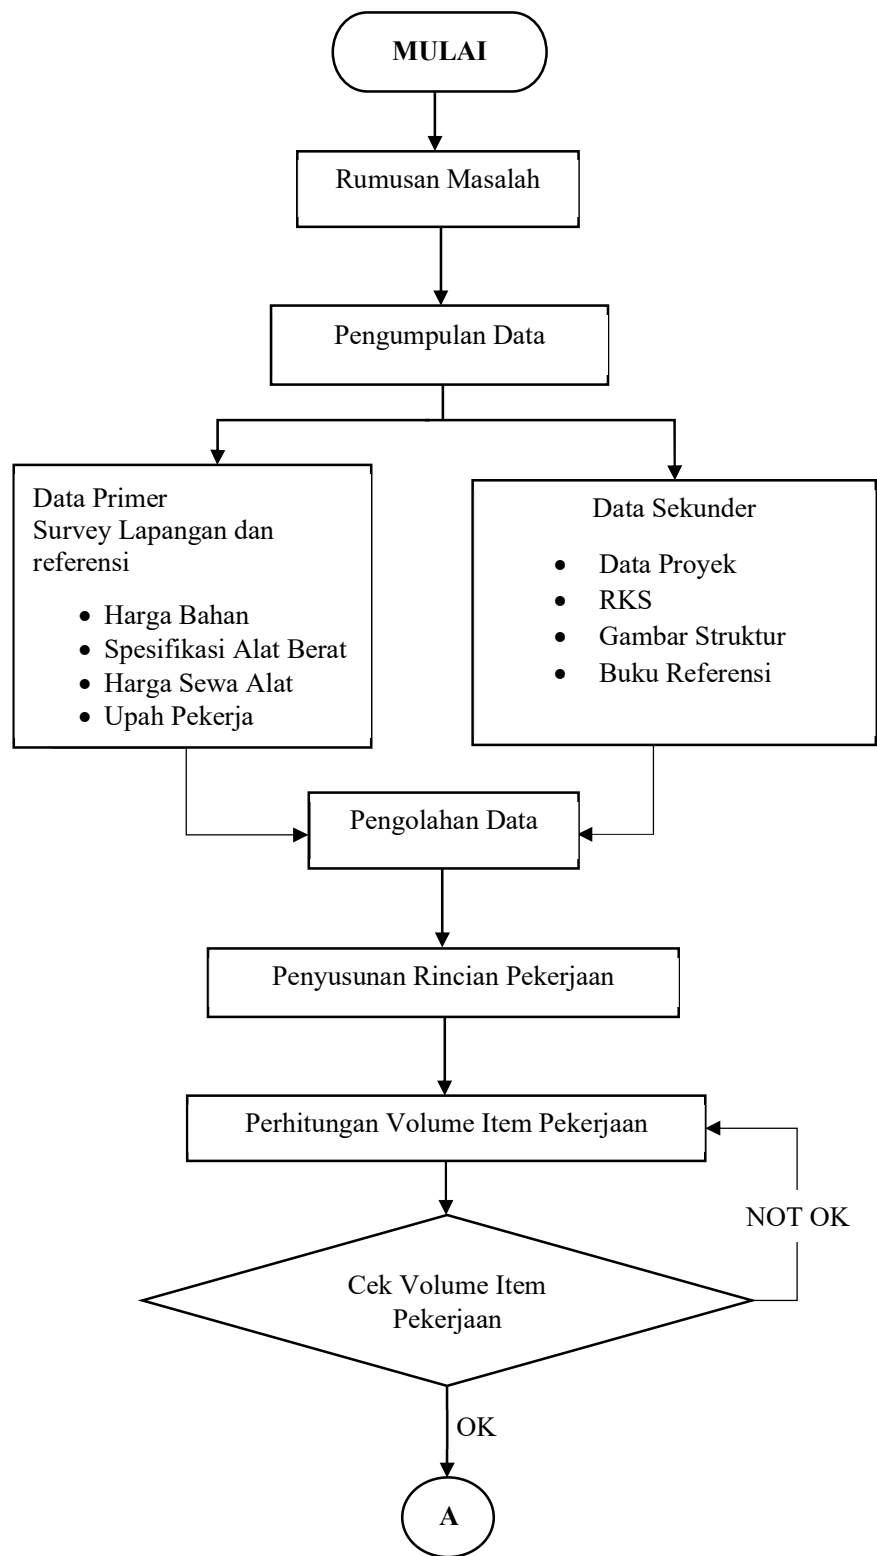 MULAI
Rumusan Masalah
Pengumpulan Data
Data Primer
Survey Lapangan dan
referensi
• Harga Bahan
• Spesifikasi Alat Berat
• Harga Sewa Alat
• Upah Pekerja
Data Sekunder
• Data Proyek
• RKS
• Gambar Struktur
• Buku Referensi
Pengolahan Data
Penyusunan Rincian Pekerjaan
Perhitungan Volume Item Pekerjaan
NOT OK
Cek Volume Item
Pekerjaan
OK
A